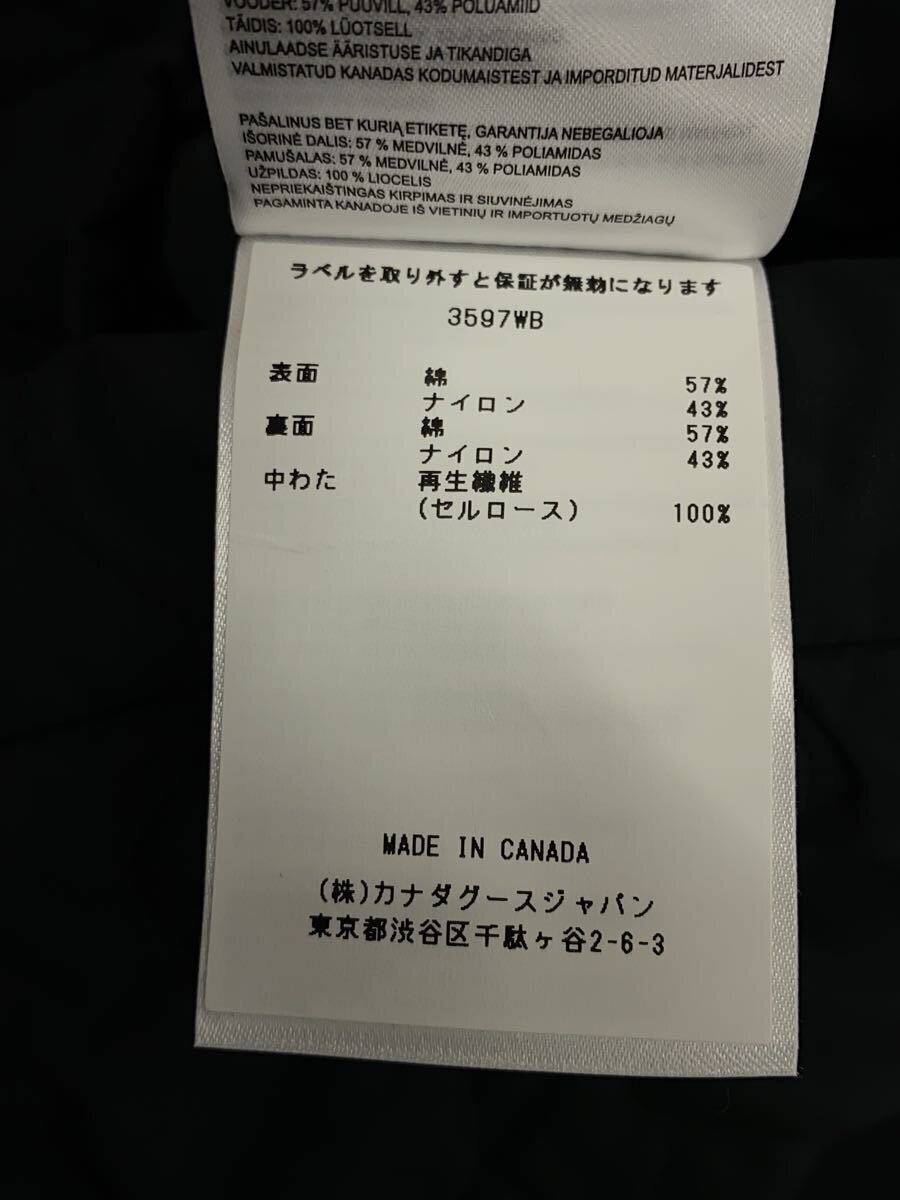 VOODER: 57% PUUVILL, 43% POLÜAMIID
TÄIDIS: 100% LÜOTSELL
AINULAADSE ÄÄRISTUSE JA TIKANDIGA
VALMISTATUD KANADAS KODUMAISTEST JA IMPORDITUD MATERJALIDEST
PAŠALINUS BET KURIĄ ETIKETĘ, GARANTIJA NEBEGALIOJA
IŠORINĖ DALIS: 57 % MEDVILNĖ, 43 % POLIAMIDAS
PAMUŠALAS: 57 % MEDVILNĖ, 43 % POLIAMIDAS
UŽPILDAS: 100 % LIOCELIS
NEPRIEKAIŠTINGAS KIRPIMAS IR SIUVINĖJIMAS
PAGAMINTA KANADOJE IŠ VIETINIŲ IR IMPORTUOTŲ MEDŽIAGŲ
ラベルを取り外すと保証が無効になります
3597WB
表面 綿 57%
ナイロン 43%
裏面 綿 57%
ナイロン 43%
中わた 再生繊維
(セルロース) 100%
MADE IN CANADA
(株)カナダグースジャパン
東京都渋谷区千駄ヶ谷2-6-3